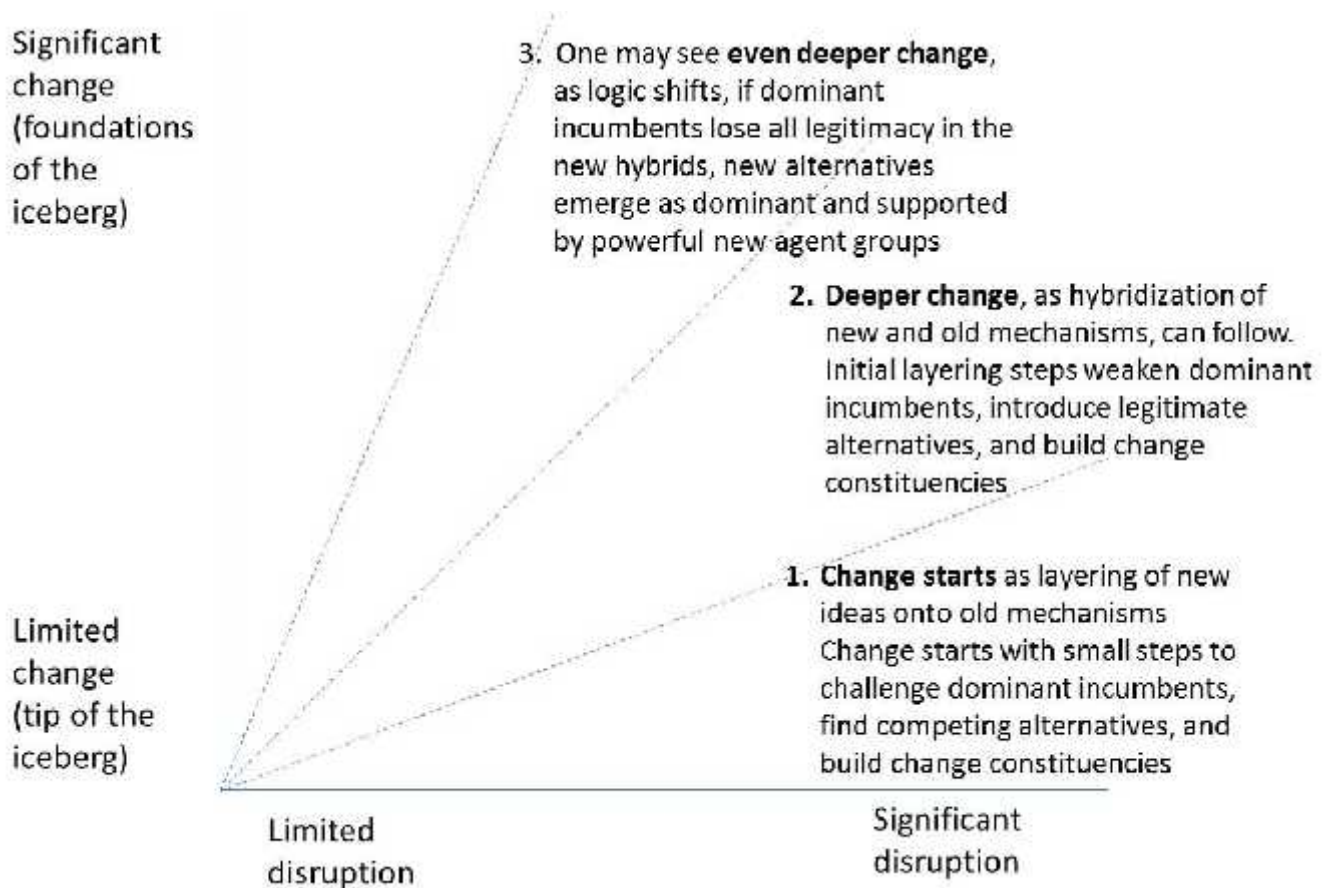 Significant
change
(foundations
of the
iceberg)
3. One may see even deeper change,
as logic shifts, if dominant
incumbents lose all legitimacy in the
new hybrids, new alternatives
emerge as dominant and supported
by powerful new agent groups
2. Deeper change, as hybridization of
new and old mechanisms, can follow.
Initial layering steps weaken dominant
incumbents, introduce legitimate
alternatives, and build change
constituencies
1. Change starts as layering of new
ideas onto old mechanisms
Change starts with small steps to
challenge dominant incumbents,
find competing alternatives, and
build change constituencies
Limited
change
(tip of the
iceberg)
Limited
disruption
Significant
disruption